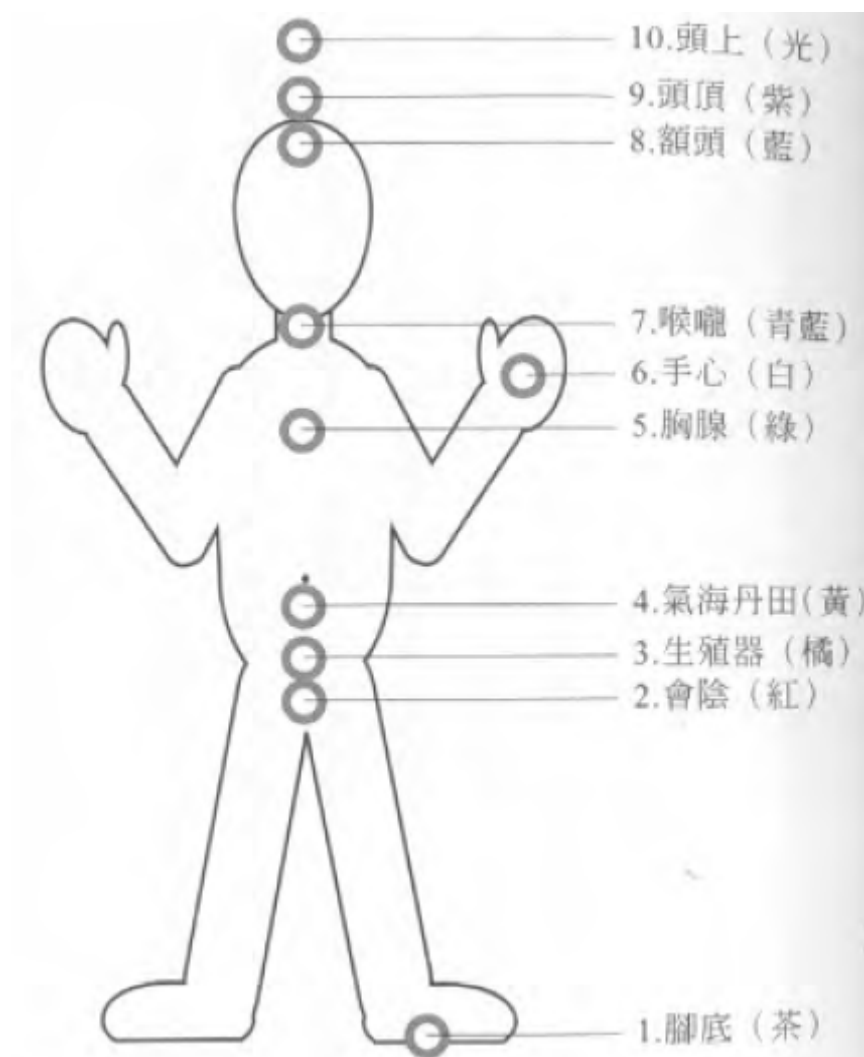 10.頭上（光）
9.頭頂（紫）
8.額頭（藍）
7.喉嚨（青藍）
6.手心（白）
5.胸腺（綠）
4.氣海丹田（黃）
3.生殖器（橘）
2.會陰（紅）
1.腳底（茶）